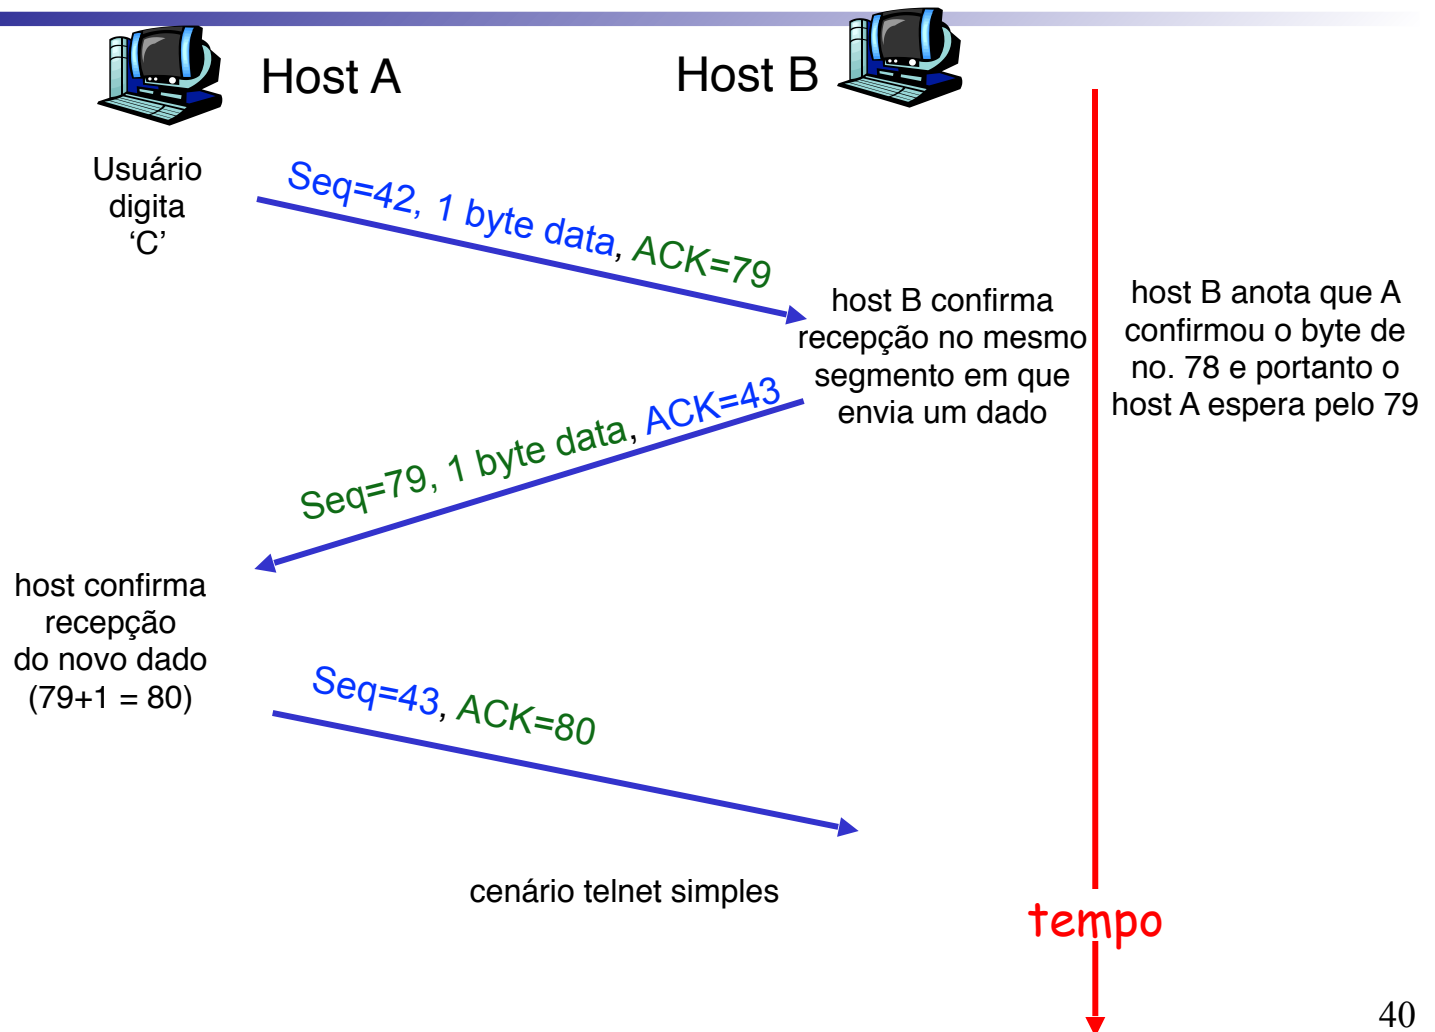 Host A
Host B
Usuário
digita
‘C’
Seq=42, 1 byte data, ACK=79
host B confirma
recepção no mesmo
segmento em que
envia um dado
host B anota que A
confirmou o byte de
no. 78 e portanto o
host A espera pelo 79
Seq=79, 1 byte data, ACK=43
host confirma
recepção
do novo dado
(79+1 = 80)
Seq=43, ACK=80
cenário telnet simples
tempo
40